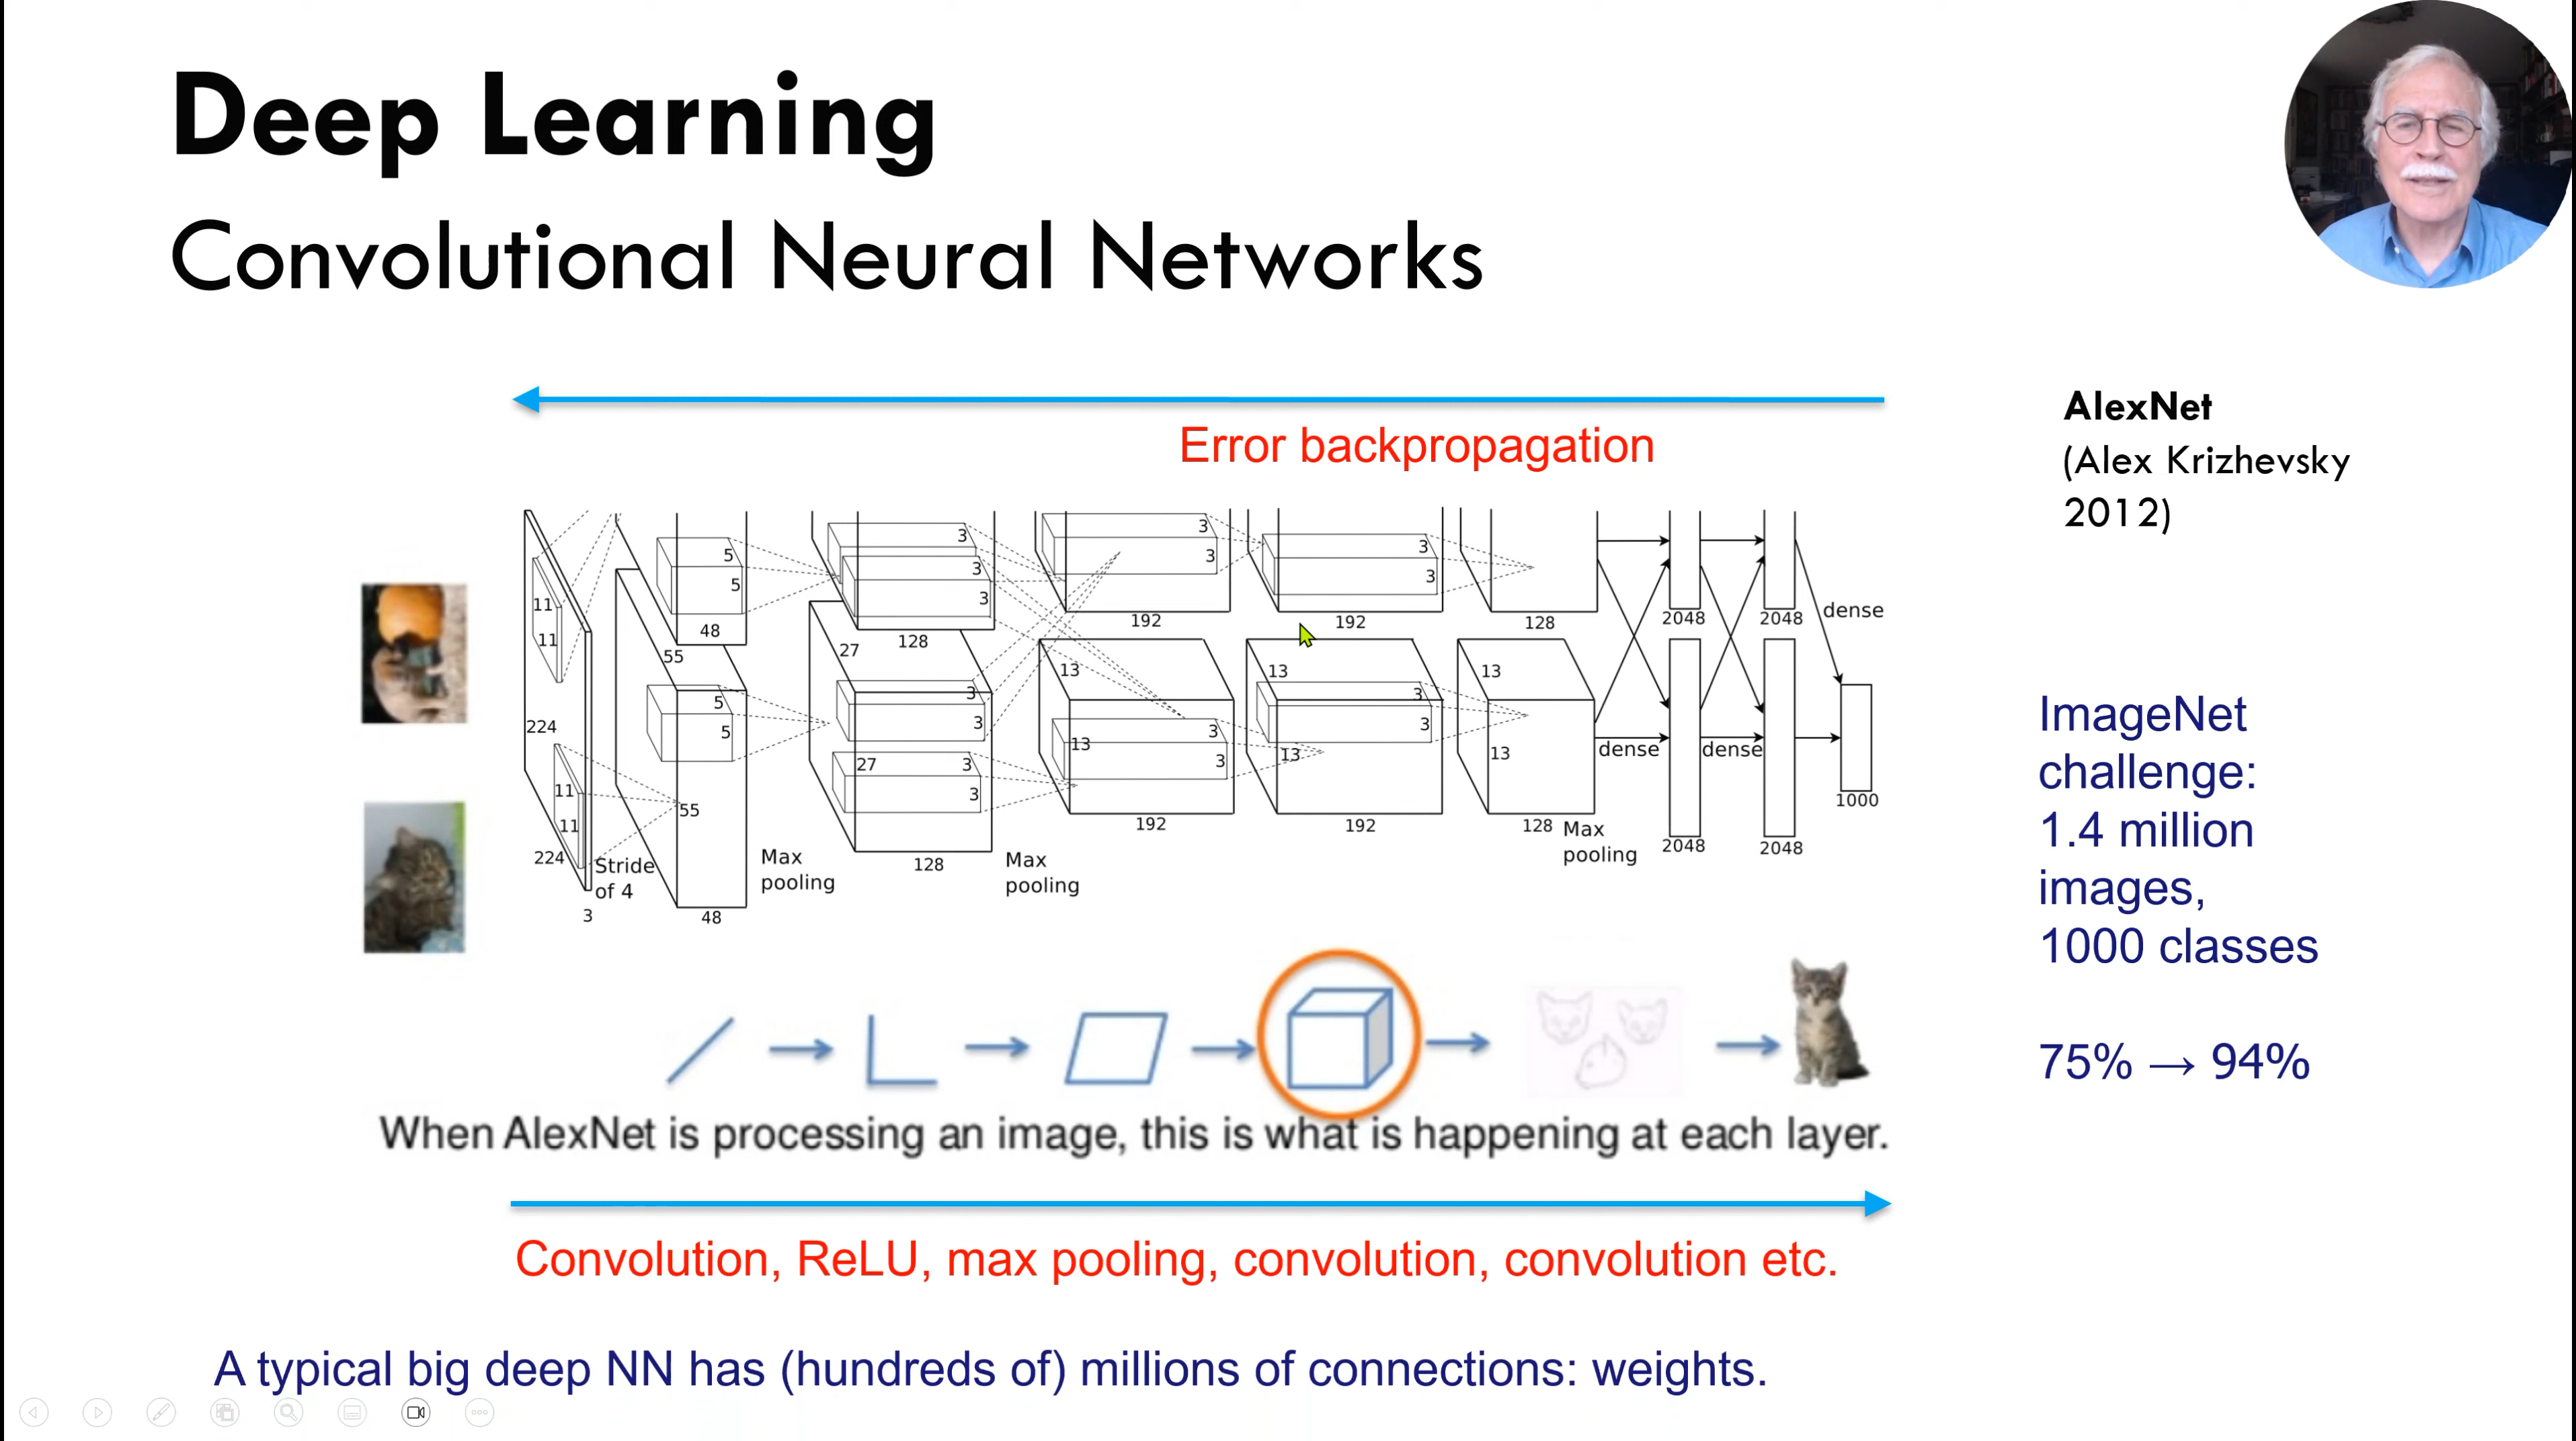 Deep Learning
Convolutional Neural Networks
Error backpropagation
AlexNet
(Alex Krizhevsky
2012)
11
11
224
11
11
224
3
Stride
of 4
5
5
48
55
5
5
55
48
Max
pooling
3
3
3
128
27
3
3
27
3
3
128
Max
pooling
3
3
192
13
3
13
3
192
3
3
192
13
3
3
13
192
128
13
13
128
Max
pooling
2048
2048
dense
dense
dense
2048
2048
1000
ImageNet
challenge:
1.4 million
images,
1000 classes
75% → 94%
When AlexNet is processing an image, this is what is happening at each layer.
Convolution, ReLU, max pooling, convolution, convolution etc.
A typical big deep NN has (hundreds of) millions of connections: weights.